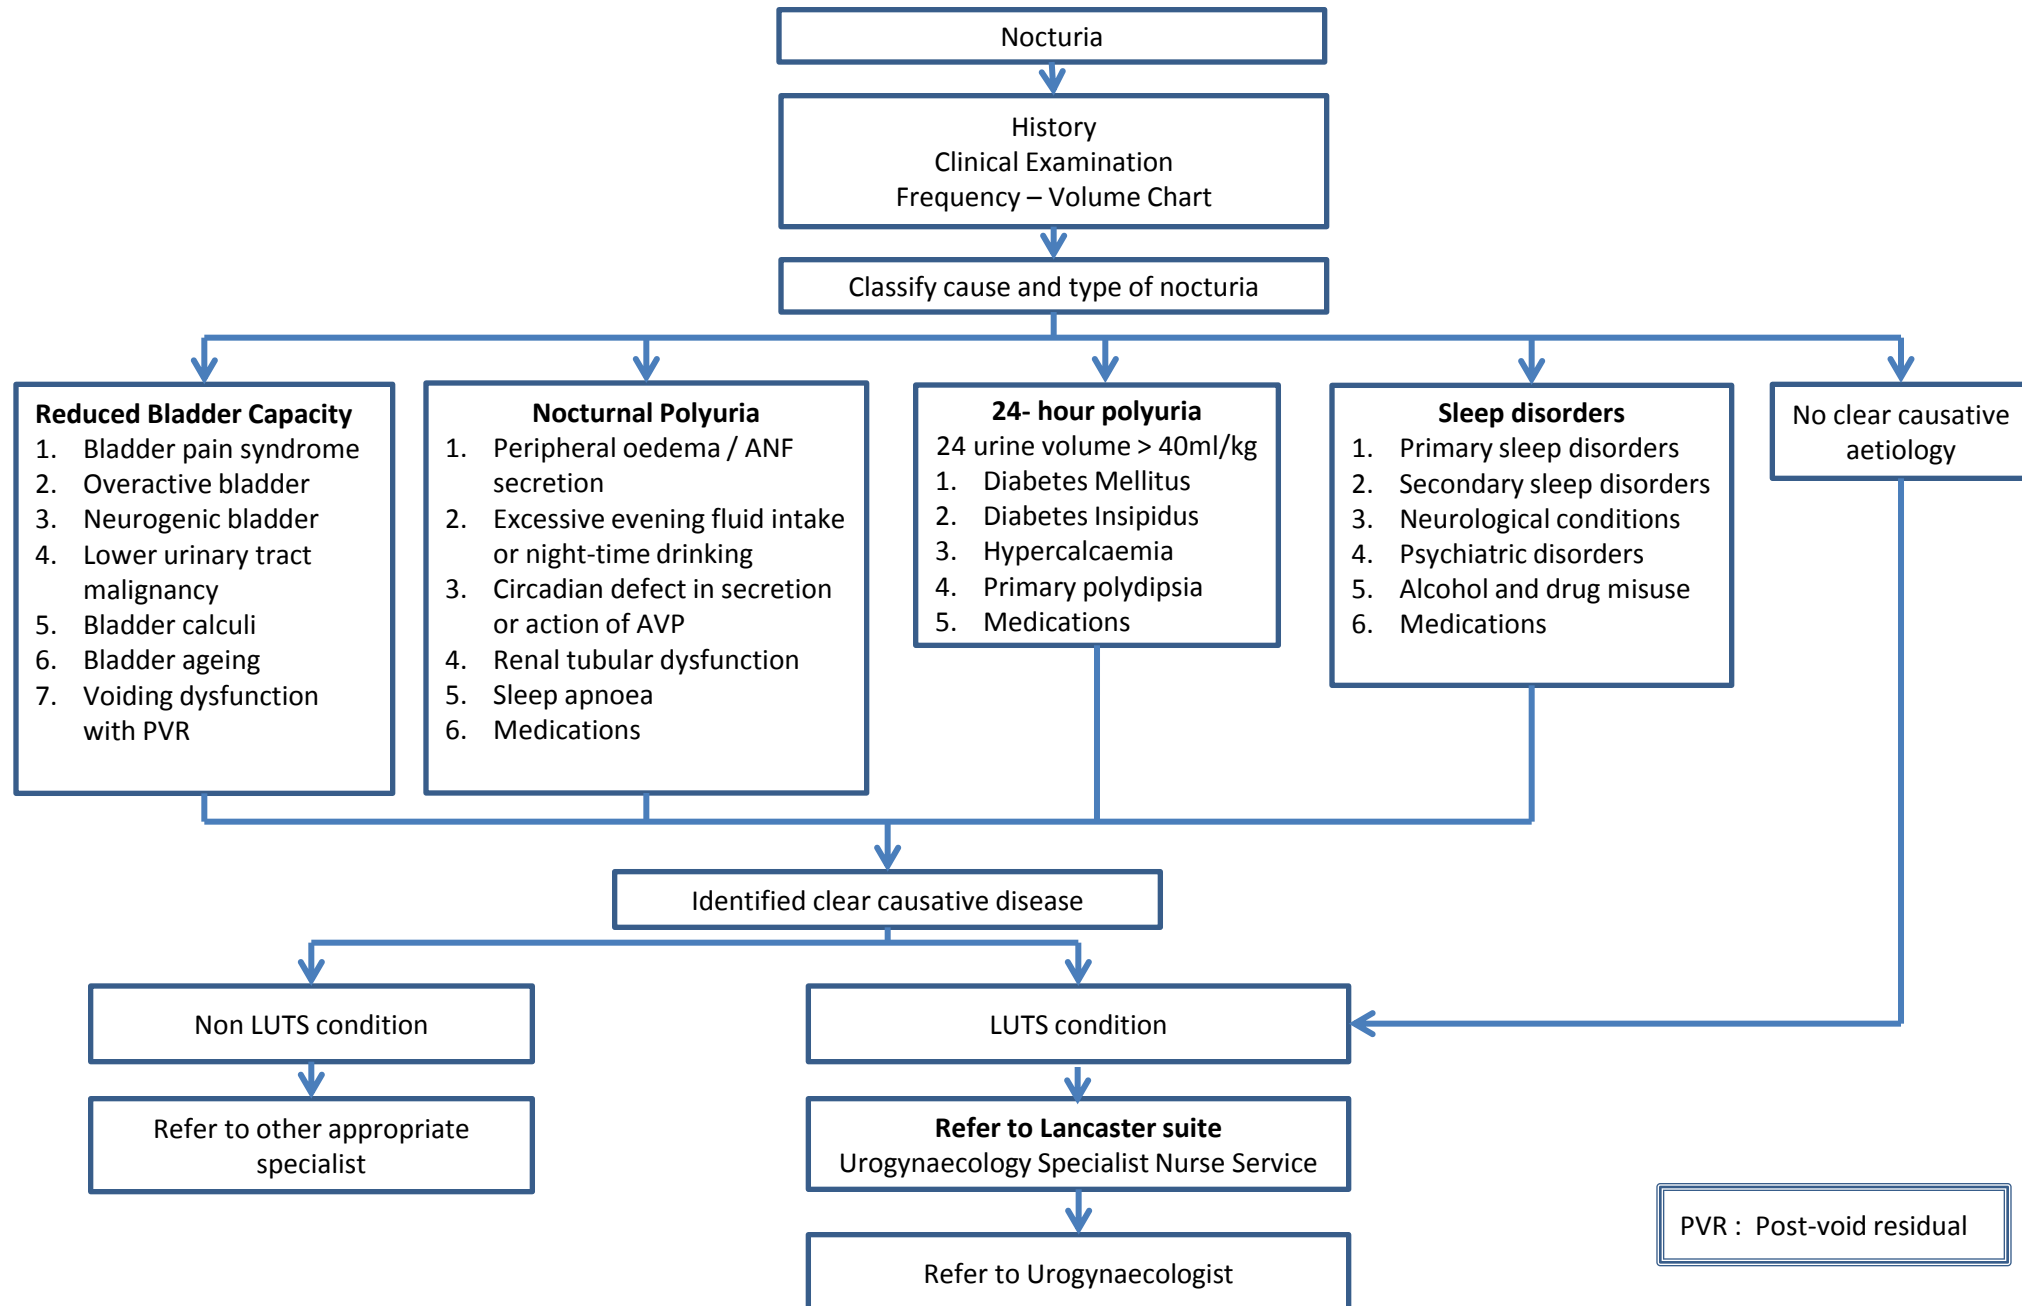 Nocturia
History
Clinical Examination
Frequency – Volume Chart
Classify cause and type of nocturia
Reduced Bladder Capacity
1. Bladder pain syndrome
2. Overactive bladder
3. Neurogenic bladder
4. Lower urinary tract
malignancy
5. Bladder calculi
6. Bladder ageing
7. Voiding dysfunction
with PVR
Nocturnal Polyuria
1. Peripheral oedema / ANF
secretion
2. Excessive evening fluid intake
or night-time drinking
3. Circadian defect in secretion
or action of AVP
4. Renal tubular dysfunction
5. Sleep apnoea
6. Medications
24- hour polyuria
24 urine volume > 40ml/kg
1. Diabetes Mellitus
2. Diabetes Insipidus
3. Hypercalcaemia
4. Primary polydipsia
5. Medications
Sleep disorders
1. Primary sleep disorders
2. Secondary sleep disorders
3. Neurological conditions
4. Psychiatric disorders
5. Alcohol and drug misuse
6. Medications
No clear causative
aetiology
Identified clear causative disease
Non LUTS condition
LUTS condition
Refer to other appropriate
specialist
Refer to Lancaster suite
Urogynaecology Specialist Nurse Service
Refer to Urogynaecologist
PVR : Post-void residual